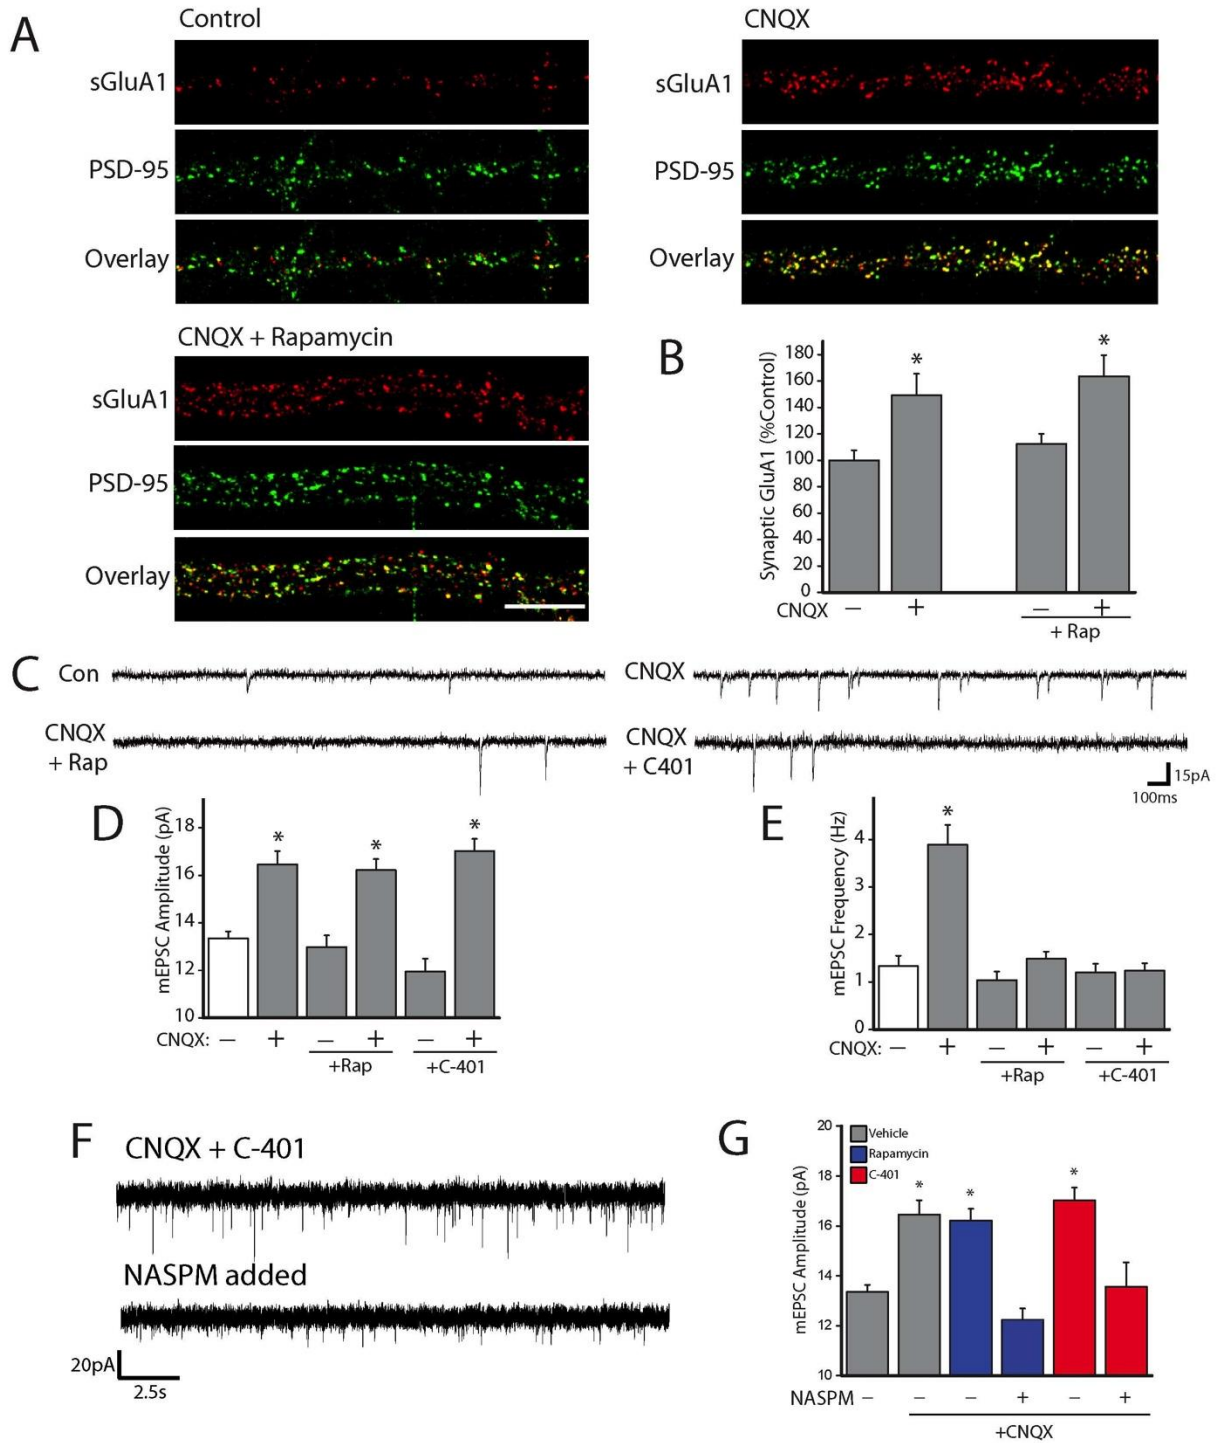 A
Control
sGluA1
PSD-95
Overlay
CNQX
sGluA1
PSD-95
Overlay
CNQX + Rapamycin
sGluA1
PSD-95
Overlay
B
Synaptic GluA1 (%Control)
180
160
140
120
100
80
60
40
20
0
* *
CNQX – + – +
+ Rap
C
Con
CNQX
CNQX
+ Rap
CNQX
+ C401
15pA
100ms
D
mEPSC Amplitude (pA)
18
16
14
12
10
* * *
CNQX: – + – + – +
+Rap +C-401
E
mEPSC Frequency (Hz)
4
3
2
1
0
*
CNQX: – + – + – +
+Rap +C-401
F
CNQX + C-401
NASPM added
20pA
2.5s
G
mEPSC Amplitude (pA)
20
18
16
14
12
10
Vehicle
Rapamycin
C-401
* * *
NASPM – – – + – +
+CNQX